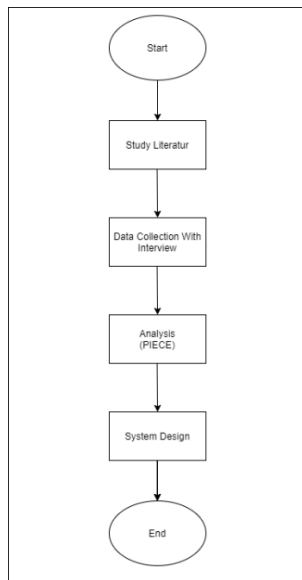 Start
Study Literatur
Data Collection With
Interview
Analysis
(PIECE)
System Design
End